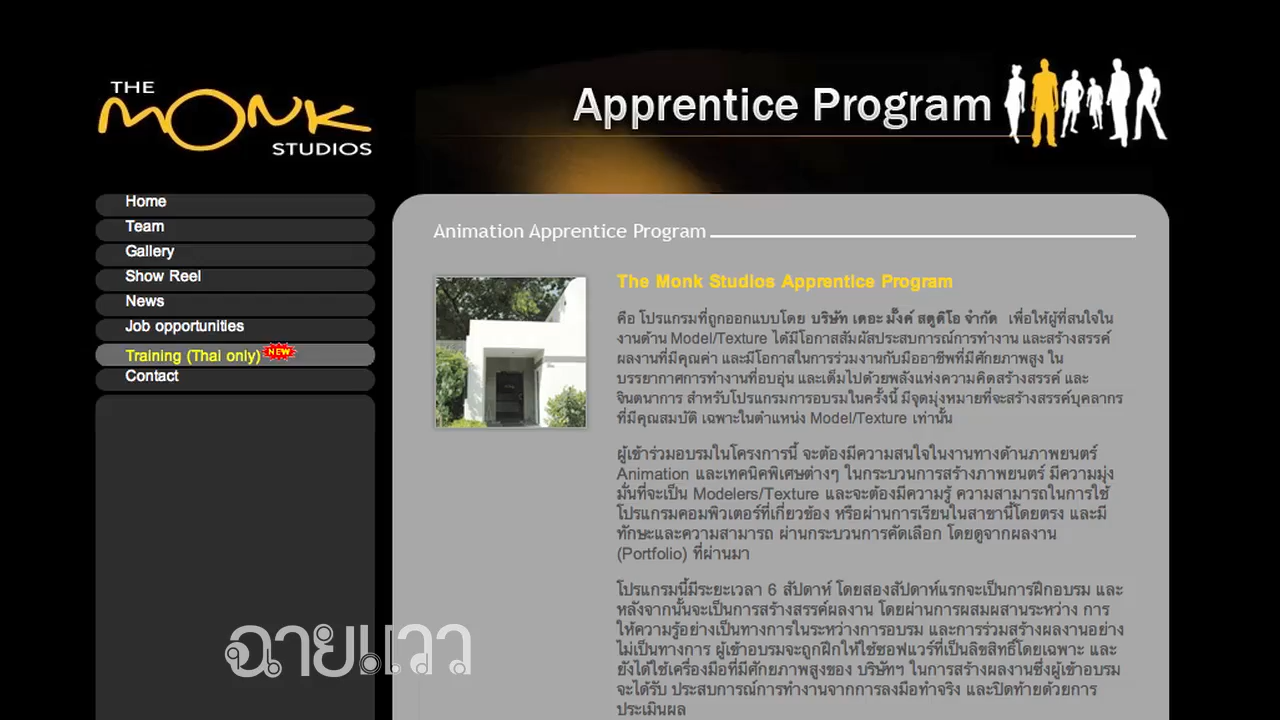 THE
MONK
STUDIOS
Apprentice Program
Home
Team
Gallery
Show Reel
News
Job opportunities
Training (Thai only) NEW
Contact
Animation Apprentice Program
The Monk Studios Apprentice Program
คือ โปรแกรมที่ถูกออกแบบโดย บริษัท เดอะ มั๊งค์ สตูดิโอ จำกัด เพื่อให้ผู้ที่สนใจใน
งานด้าน Model/Texture ได้มีโอกาสสัมผัสประสบการณ์การทำงาน และสร้างสรรค์
ผลงานที่มีคุณค่า และมีโอกาสในการร่วมงานกับมืออาชีพที่มีศักยภาพสูง ใน
บรรยากาศการทำงานที่อบอุ่น และเต็มไปด้วยพลังแห่งความคิดสร้างสรรค์ และ
จินตนาการ สำหรับโปรแกรมการอบรมในครั้งนี้ มีจุดมุ่งหมายที่จะสร้างสรรค์บุคลากร
ที่มีคุณสมบัติ เฉพาะในตำแหน่ง Model/Texture เท่านั้น
ผู้เข้าร่วมอบรมในโครงการนี้ จะต้องมีความสนใจในงานทางด้านภาพยนตร์
Animation และเทคนิคพิเศษต่างๆ ในกระบวนการสร้างภาพยนตร์ มีความมุ่ง
มั่นที่จะเป็น Modelers/Texture และจะต้องมีความรู้ ความสามารถในการใช้
โปรแกรมคอมพิวเตอร์ที่เกี่ยวข้อง หรือผ่านการเรียนในสาขานี้โดยตรง และมี
ทักษะและความสามารถ ผ่านกระบวนการคัดเลือก โดยดูจากผลงาน
(Portfolio) ที่ผ่านมา
โปรแกรมนี้มีระยะเวลา 6 สัปดาห์ โดยสองสัปดาห์แรกจะเป็นการฝึกอบรม และ
หลังจากนั้นจะเป็นการสร้างสรรค์ผลงาน โดยผ่านการผสมผสานระหว่าง การ
ให้ความรู้อย่างเป็นทางการในระหว่างการอบรม และการร่วมสร้างผลงานอย่าง
ไม่เป็นทางการ ผู้เข้าอบรมจะถูกฝึกให้ใช้ซอฟแวร์ที่เป็นลิขสิทธิ์โดยเฉพาะ และ
ยังได้ใช้เครื่องมือที่มีศักยภาพสูงของ บริษัทฯ ในการสร้างผลงานซึ่งผู้เข้าอบรม
จะได้รับ ประสบการณ์การทำงานจากการลงมือทำจริง และปิดท้ายด้วยการ
ประเมินผล
ฉายแวว